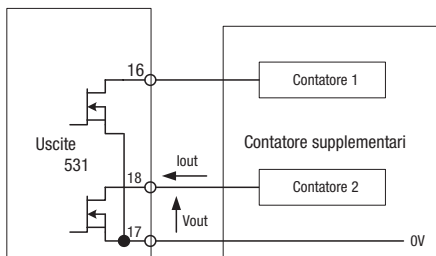 16
Contatore 1
Uscite
531
Contatore supplementari
Iout
18
Contatore 2
Vout
17
0V